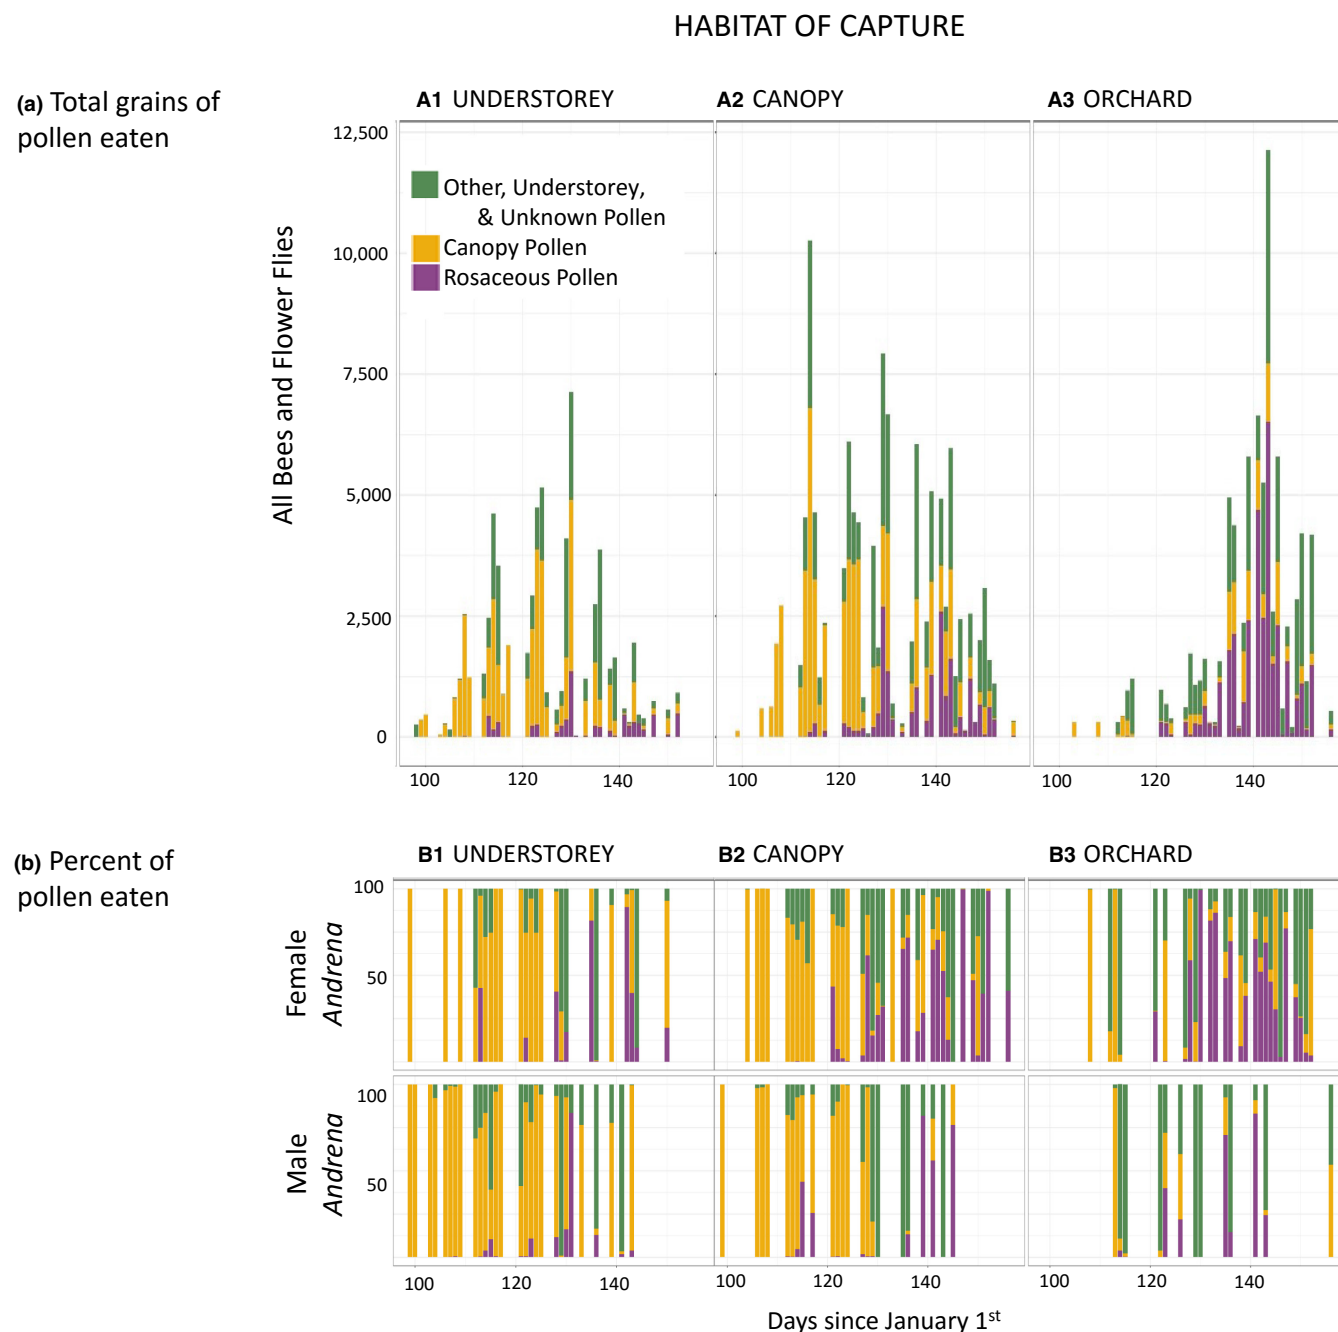 HABITAT OF CAPTURE
(a) Total grains of
pollen eaten
A1 UNDERSTOREY
A2 CANOPY
A3 ORCHARD
All Bees and Flower Flies
12,500
10,000
7,500
5,000
2,500
0
Other, Understorey,
& Unknown Pollen
Canopy Pollen
Rosaceous Pollen
100 120 140
100 120 140
100 120 140
(b) Percent of
pollen eaten
B1 UNDERSTOREY
B2 CANOPY
B3 ORCHARD
Female
Andrena
100
50
Male
Andrena
100
50
100 120 140
100 120 140
100 120 140
Days since January 1st